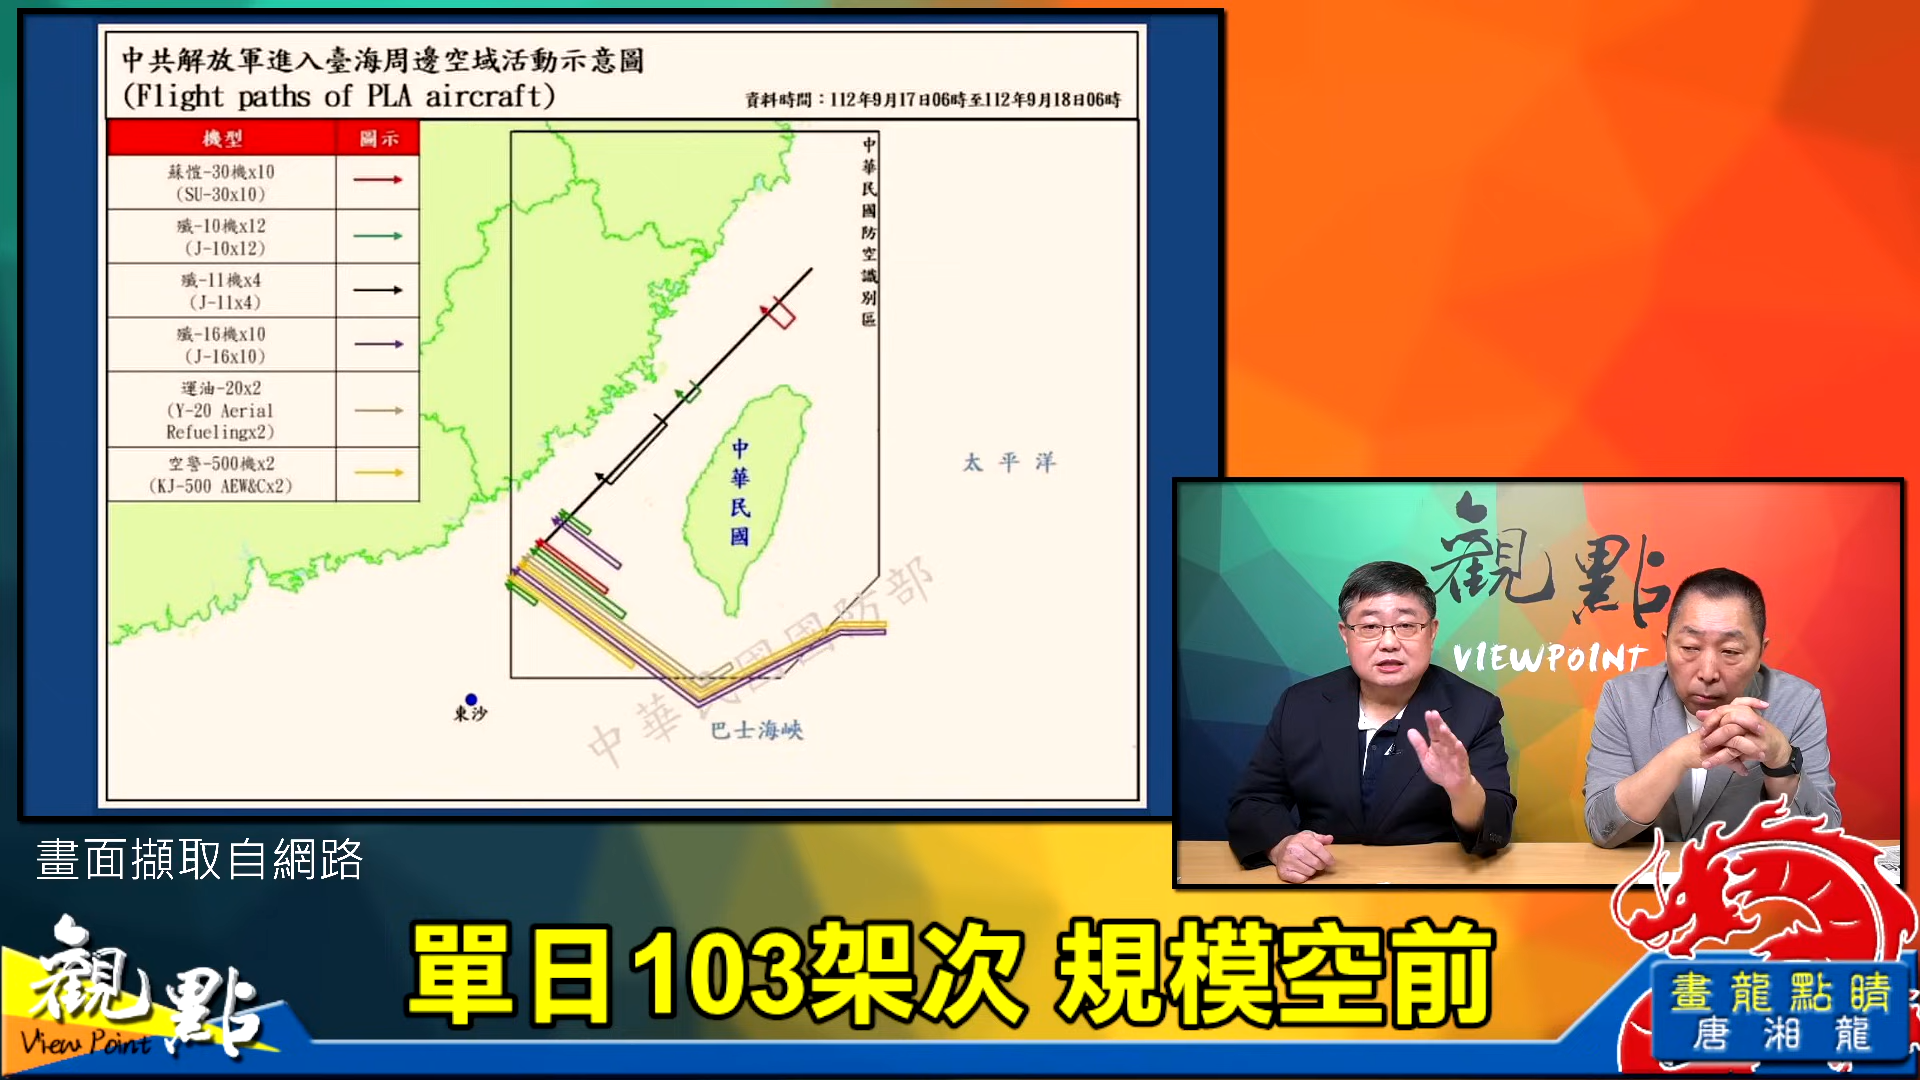 中共解放軍進入臺海周邊空域活動示意圖
(Flight paths of PLA aircraft)
資料時間：112年9月17日06時至112年9月18日06時
機型 圖示
蘇愷-30機x10
(SU-30x10)
殲-10機x12
(J-10x12)
殲-11機x4
(J-11x4)
殲-16機x10
(J-16x10)
運油-20x2
(Y-20 Aerial
Refuelingx2)
空警-500機x2
(KJ-500 AEW&Cx2)
中華民國防空識別區
中華民國
太平洋
東沙
巴士海峽
中華民國國防部
觀點
VIEWPOINT
畫面擷取自網路
觀點
View Point
單日103架次 規模空前
畫龍點睛
唐湘龍